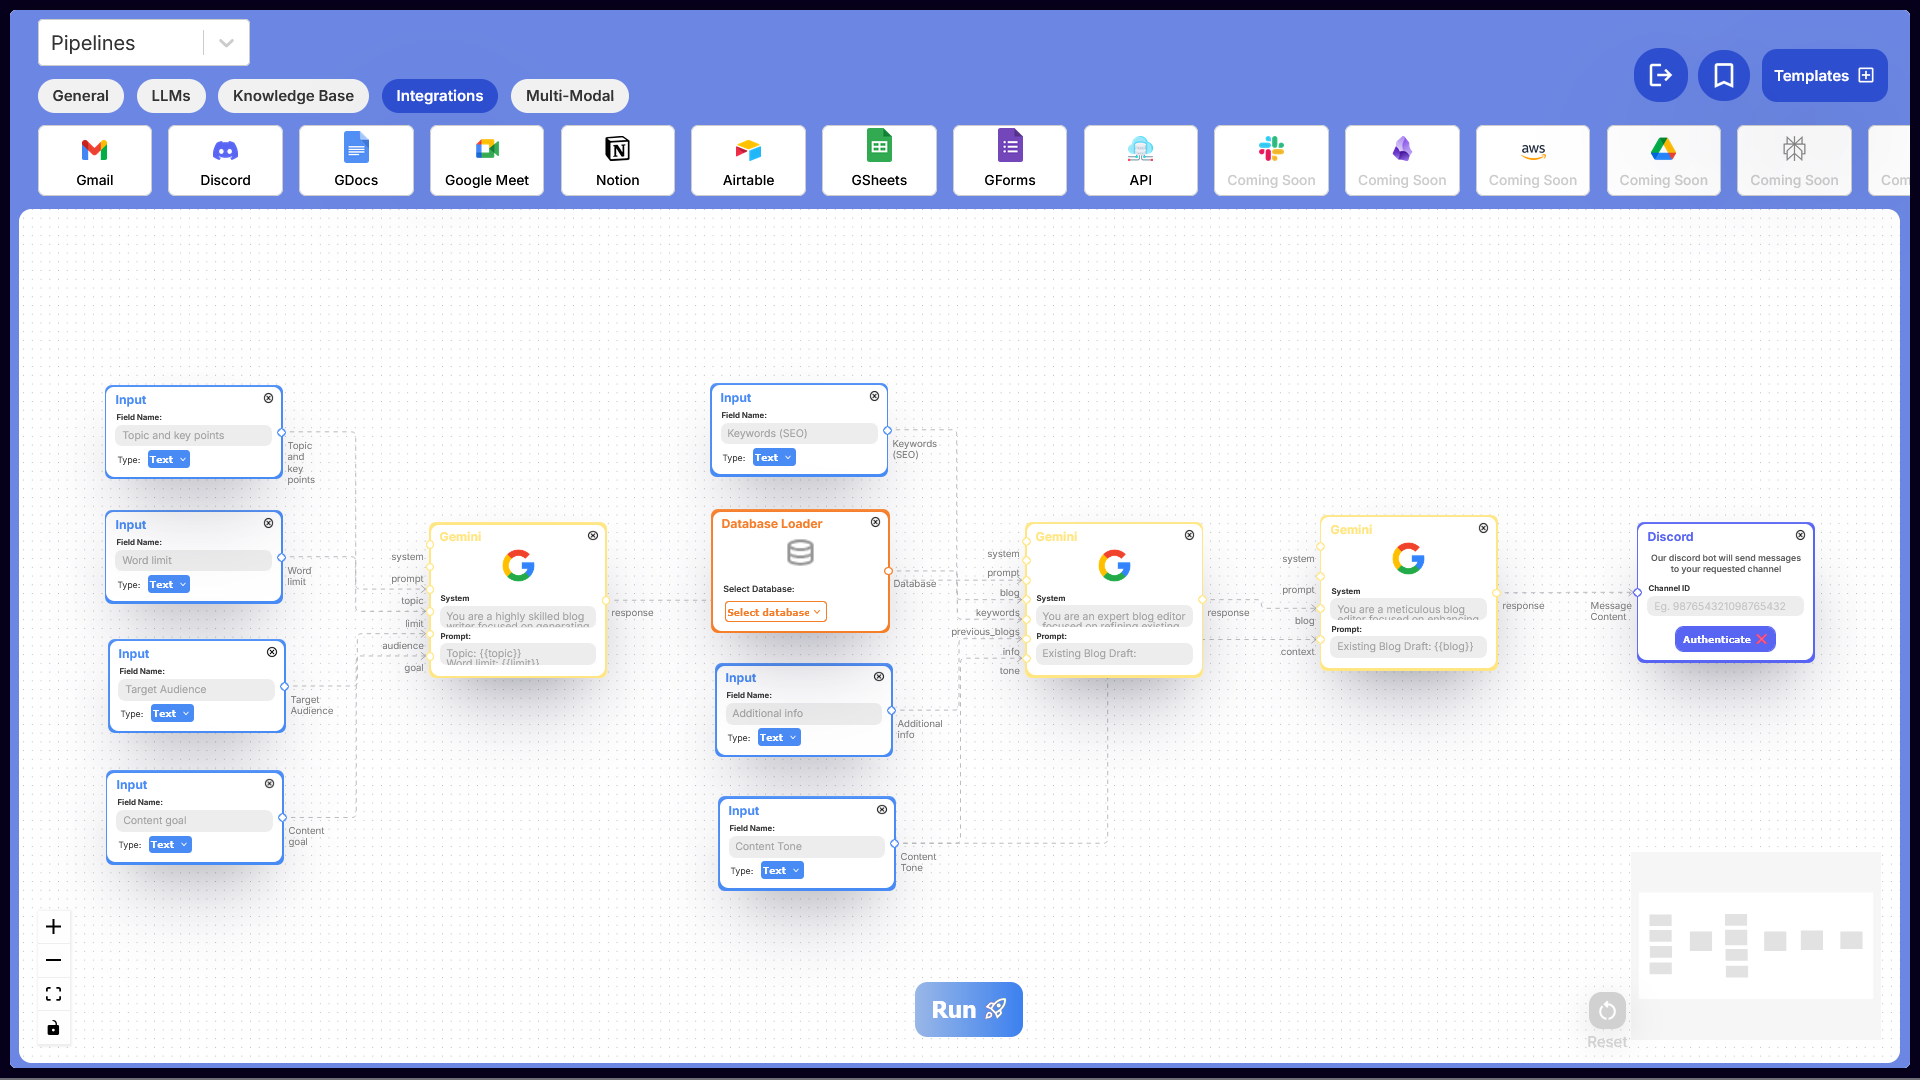 Pipelines
Templates
General
LLMs
Knowledge Base
Integrations
Multi-Modal
Gmail
Discord
GDocs
Google Meet
Notion
Airtable
GSheets
GForms
API
Coming Soon
Coming Soon
aws
Coming Soon
Coming Soon
Coming Soon
Com
Input
Field Name:
Topic and key points
Type:
Text
Topic
and
key
points
Input
Field Name:
Word limit
Type:
Text
Word
limit
Input
Field Name:
Target Audience
Type:
Text
Target
Audience
Input
Field Name:
Content goal
Type:
Text
Content
goal
system
prompt
topic
limit
audience
goal
Gemini
System
You are a highly skilled blog
writer focused on generating
Prompt:
Topic: {{topic}}
Word limit: {{limit}}
response
Input
Field Name:
Keywords (SEO)
Type:
Text
Keywords
(SEO)
Database Loader
Select Database:
Select database
Database
Input
Field Name:
Additional info
Type:
Text
Additional
info
Input
Field Name:
Content Tone
Type:
Text
Content
Tone
system
prompt
blog
keywords
previous_blogs
info
tone
Gemini
System
You are an expert blog editor
focused on refining existing
Prompt:
Existing Blog Draft:
response
system
prompt
blog
context
Gemini
System
You are a meticulous blog
editor focused on enhancing
Prompt:
Existing Blog Draft: {{blog}}
response
Message
Content
Discord
Our discord bot will send messages
to your requested channel
Channel ID
Eg. 987654321098765432
Authenticate
Run
Reset